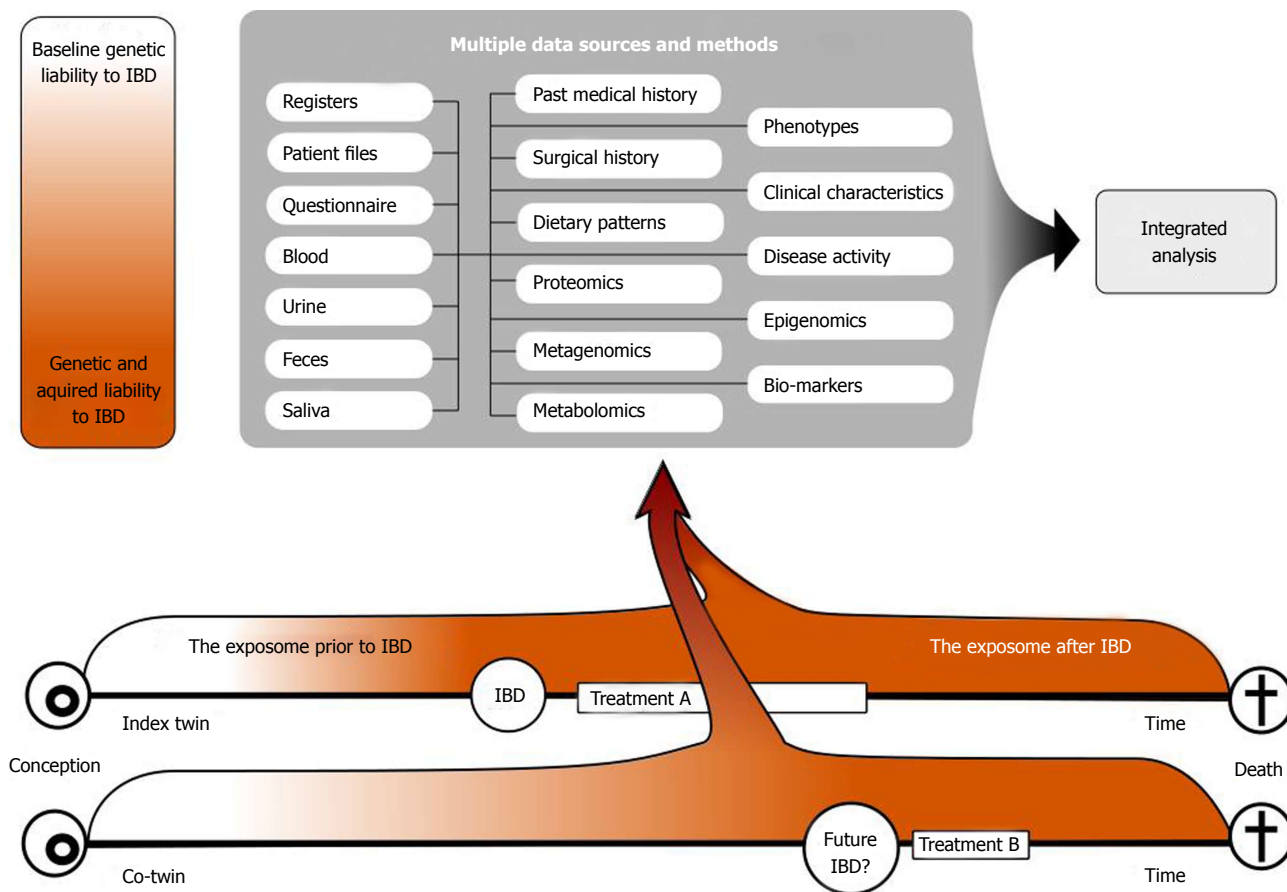 Baseline genetic
liability to IBD
Genetic and
aquired liability
to IBD
Multiple data sources and methods
Registers
Patient files
Questionnaire
Blood
Urine
Feces
Saliva
Past medical history
Surgical history
Dietary patterns
Proteomics
Metagenomics
Metabolomics
Phenotypes
Clinical characteristics
Disease activity
Epigenomics
Bio-markers
Integrated
analysis
The exposome prior to IBD
The exposome after IBD
IBD
Treatment A
Index twin
Time
Conception
Death
Future
IBD?
Treatment B
Co-twin
Time